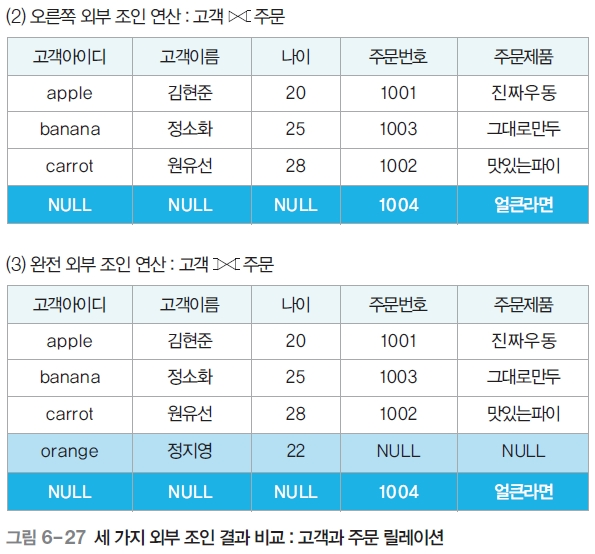 (2) 오른쪽 외부 조인 연산 : 고객 ⟖ 주문
고객아이디 고객이름 나이 주문번호 주문제품
apple 김현준 20 1001 진짜우동
banana 정소화 25 1003 그대로만두
carrot 원유선 28 1002 맛있는파이
NULL NULL NULL 1004 얼큰라면
(3) 완전 외부 조인 연산 : 고객 ⟗ 주문
고객아이디 고객이름 나이 주문번호 주문제품
apple 김현준 20 1001 진짜우동
banana 정소화 25 1003 그대로만두
carrot 원유선 28 1002 맛있는파이
orange 정지영 22 NULL NULL
NULL NULL NULL 1004 얼큰라면
그림 6-27 세 가지 외부 조인 결과 비교 : 고객과 주문 릴레이션